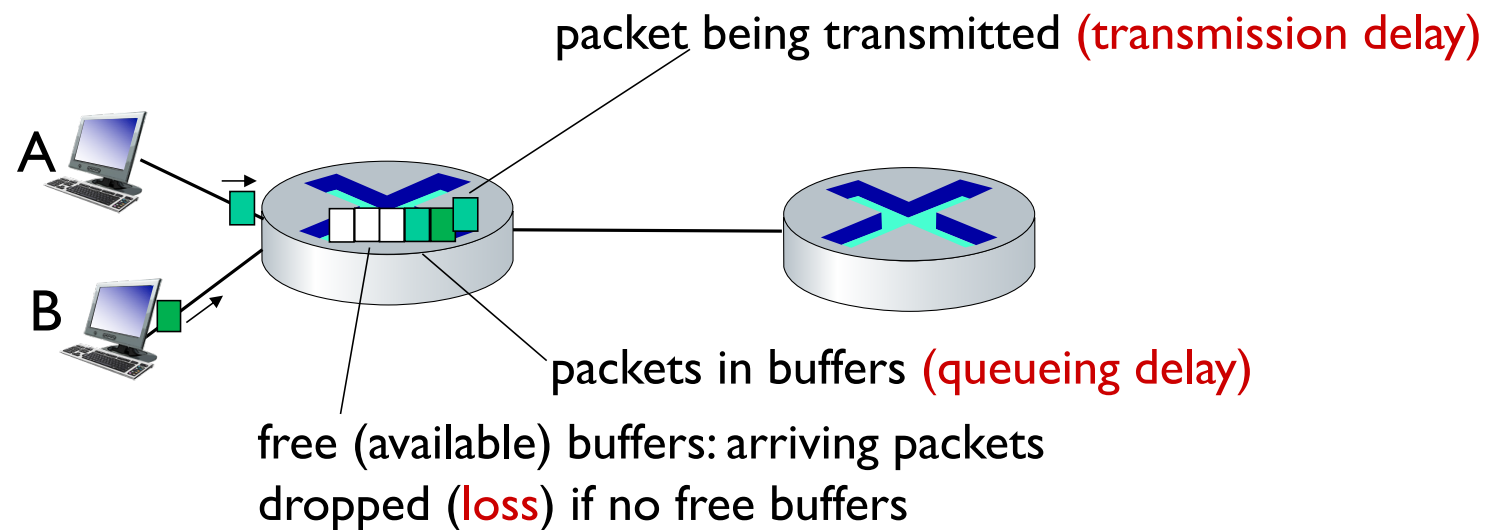 packet being transmitted (transmission delay)
A
B
packets in buffers (queueing delay)
free (available) buffers: arriving packets
dropped (loss) if no free buffers